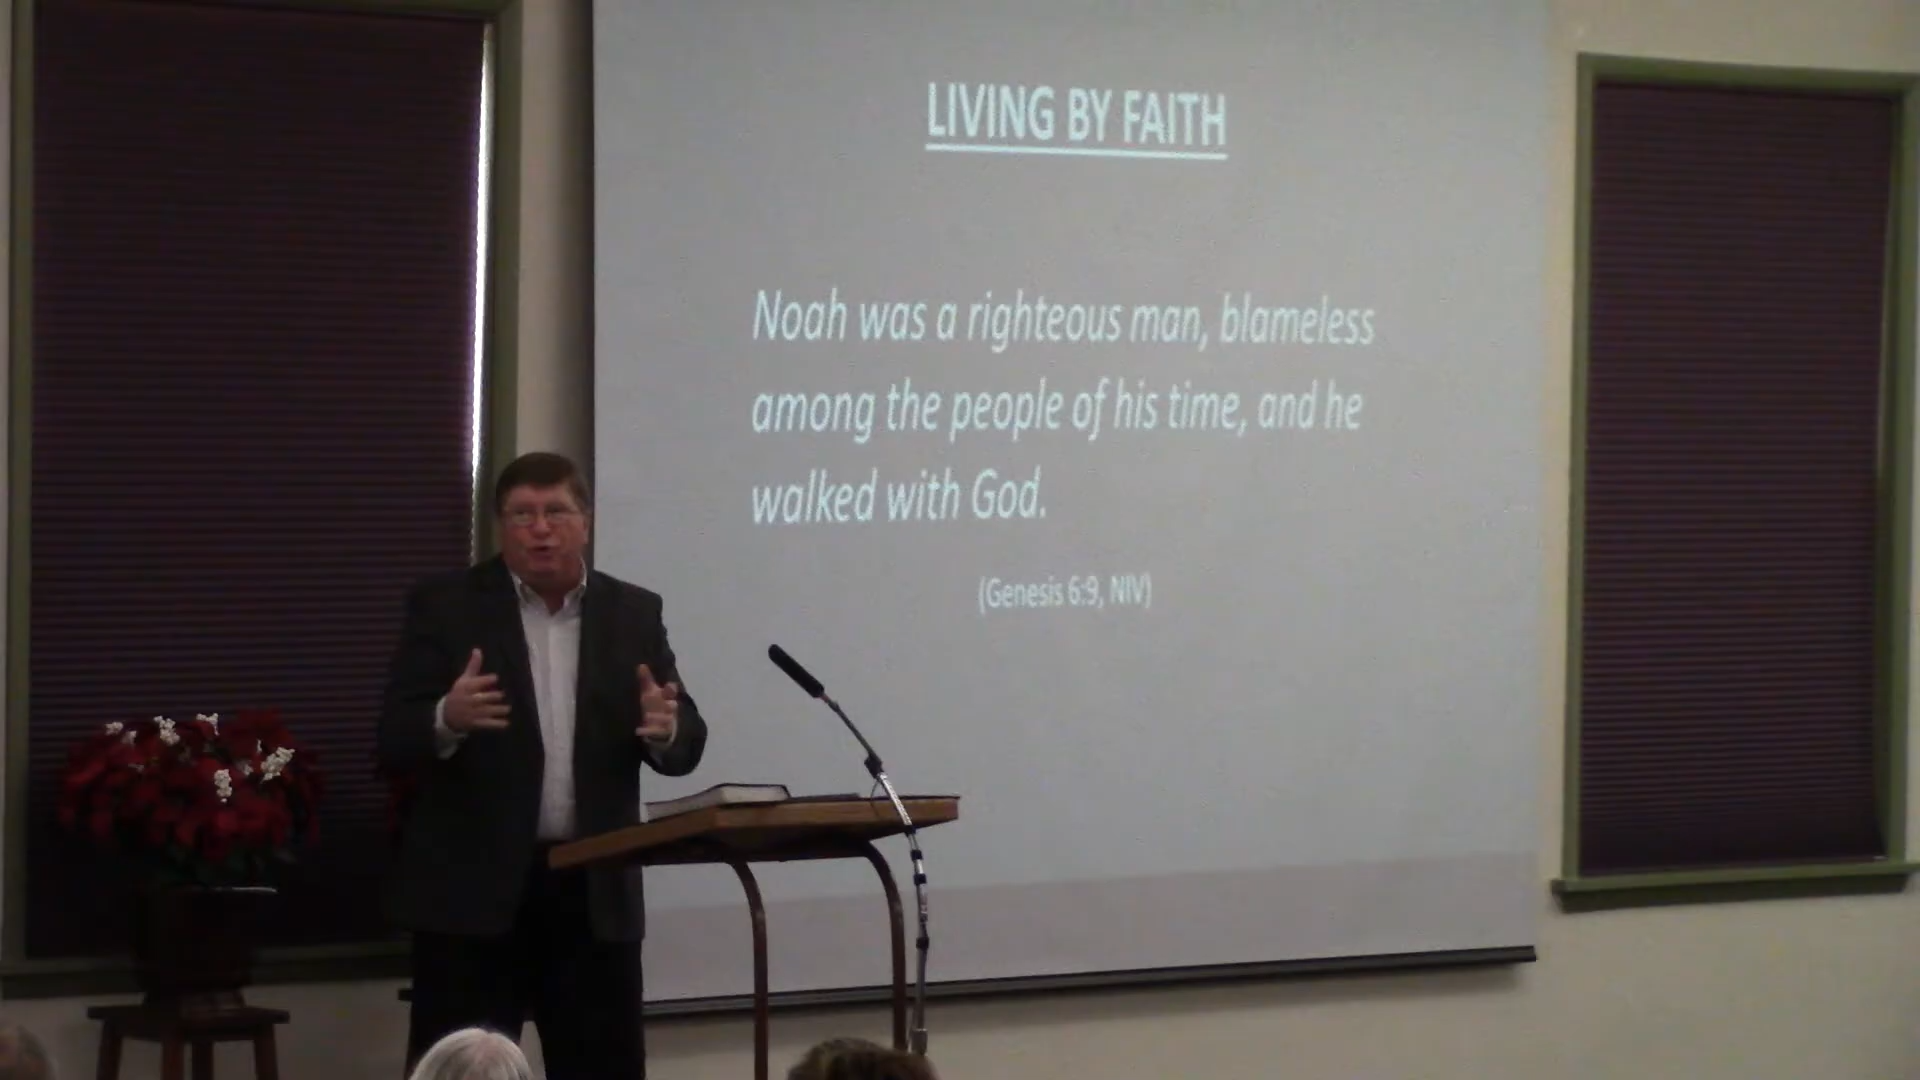 LIVING BY FAITH
Noah was a righteous man, blameless
among the people of his time, and he
walked with God.
(Genesis 6:9, NIV)